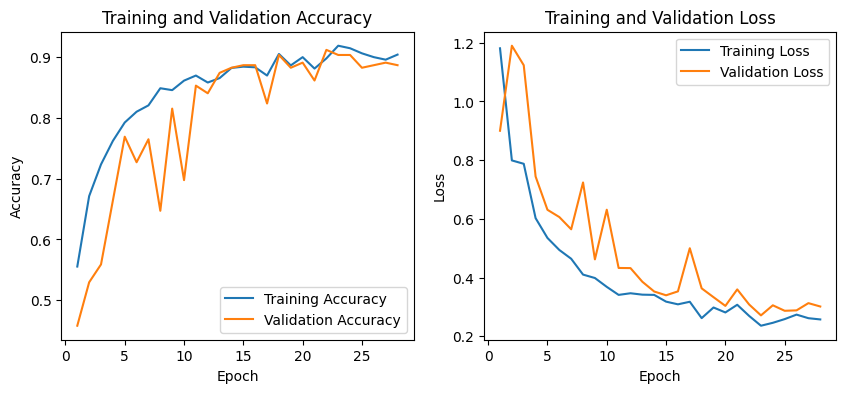 Training and Validation Accuracy
Accuracy
0.9
0.8
0.7
0.6
0.5
Training Accuracy
Validation Accuracy
0 5 10 15 20 25
Epoch
Training and Validation Loss
Loss
1.2
1.0
0.8
0.6
0.4
0.2
Training Loss
Validation Loss
0 5 10 15 20 25
Epoch